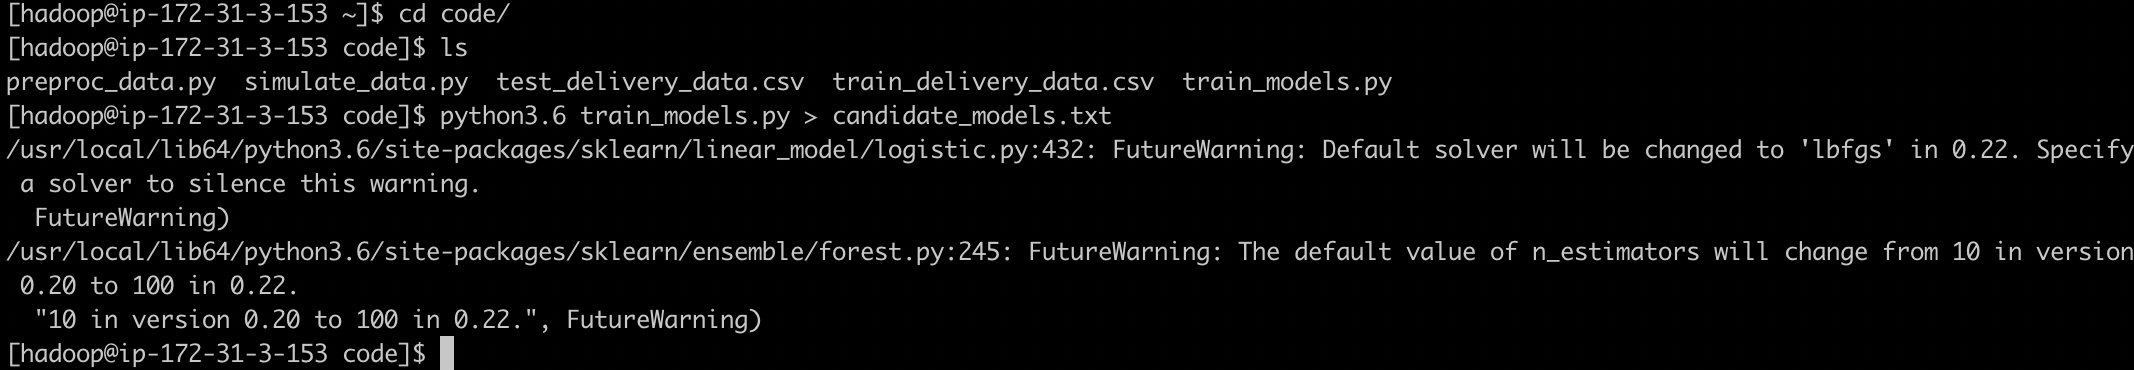 [hadoop@ip-172-31-3-153 ~]$ cd code/
[hadoop@ip-172-31-3-153 code]$ ls
preproc_data.py  simulate_data.py  test_delivery_data.csv  train_delivery_data.csv  train_models.py
[hadoop@ip-172-31-3-153 code]$ python3.6 train_models.py > candidate_models.txt
/usr/local/lib64/python3.6/site-packages/sklearn/linear_model/logistic.py:432: FutureWarning: Default solver will be changed to 'lbfgs' in 0.22. Specify
 a solver to silence this warning.
  FutureWarning)
/usr/local/lib64/python3.6/site-packages/sklearn/ensemble/forest.py:245: FutureWarning: The default value of n_estimators will change from 10 in version
 0.20 to 100 in 0.22.
  "10 in version 0.20 to 100 in 0.22.", FutureWarning)
[hadoop@ip-172-31-3-153 code]$